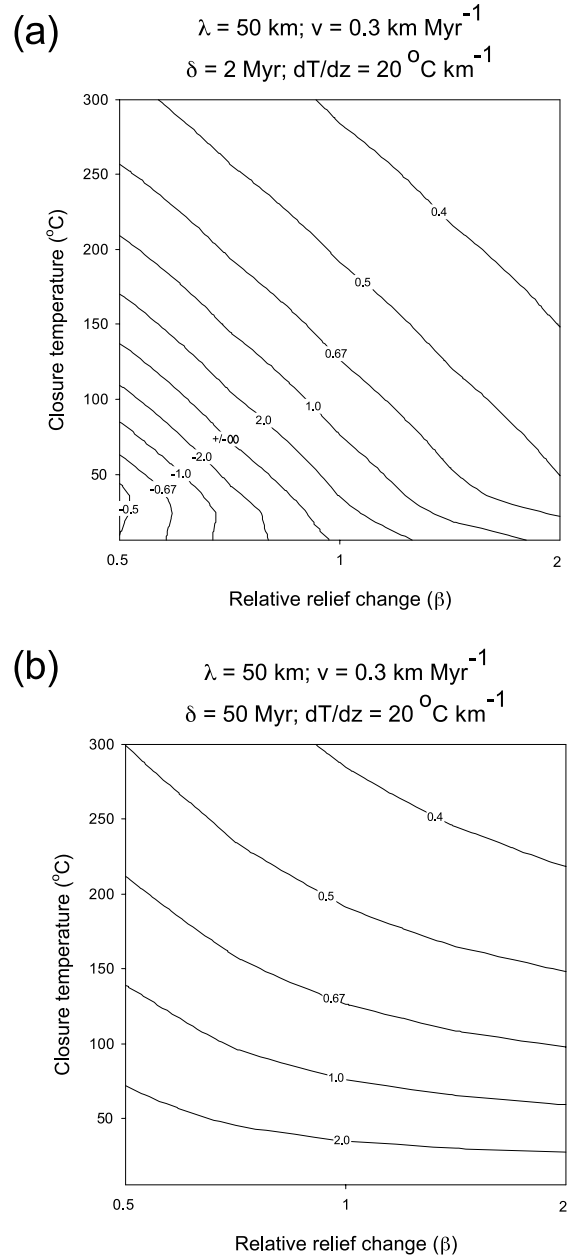 (a)
λ = 50 km; v = 0.3 km Myr-1
δ = 2 Myr; dT/dz = 20 oC km-1
300
250
200
150
100
50
Closure temperature (oC)
0.4
0.5
0.67
1.0
2.0
+/-oo
-2.0
-1.0
-0.67
-0.5
0.5
1
2
Relative relief change (β)
(b)
λ = 50 km; v = 0.3 km Myr-1
δ = 50 Myr; dT/dz = 20 oC km-1
300
250
200
150
100
50
Closure temperature (oC)
0.4
0.5
0.67
1.0
2.0
0.5
1
2
Relative relief change (β)